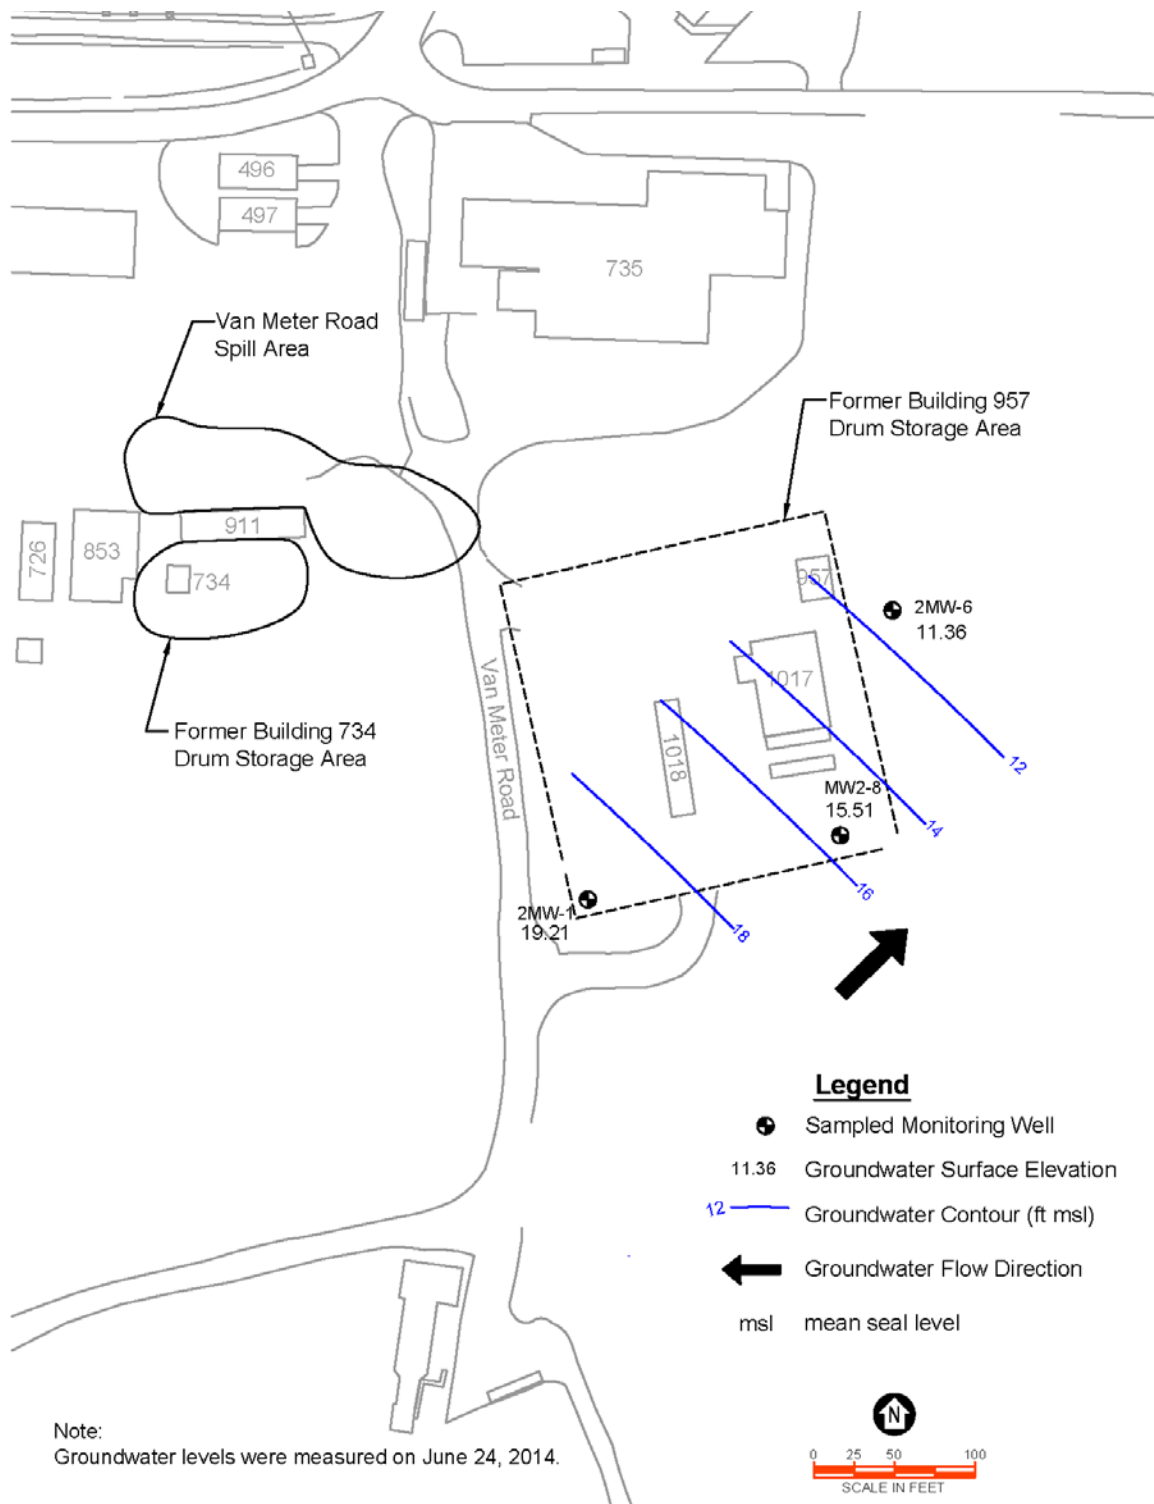 496
497
735
Van Meter Road
Spill Area
Former Building 957
Drum Storage Area
911
726
853
734
957
2MW-6
11.36
1017
Van Meter Road
Former Building 734
Drum Storage Area
1018
12
MW2-8
15.51
14
16
2MW-1
19.21
18
Legend
Sampled Monitoring Well
11.36 Groundwater Surface Elevation
12 Groundwater Contour (ft msl)
Groundwater Flow Direction
msl mean seal level
N
Note:
Groundwater levels were measured on June 24, 2014.
0 25 50 100
SCALE IN FEET